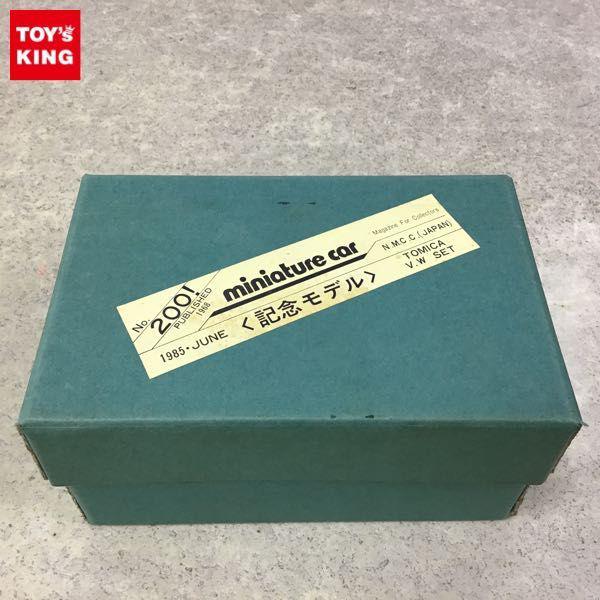 TOY's
KING
No.
200!
PUBLISHED
1968
miniature car
Magazine For Collectors
N.M.C.C.(JAPAN)
1985・JUNE
<記念モデル>
TOMICA
V.W SET